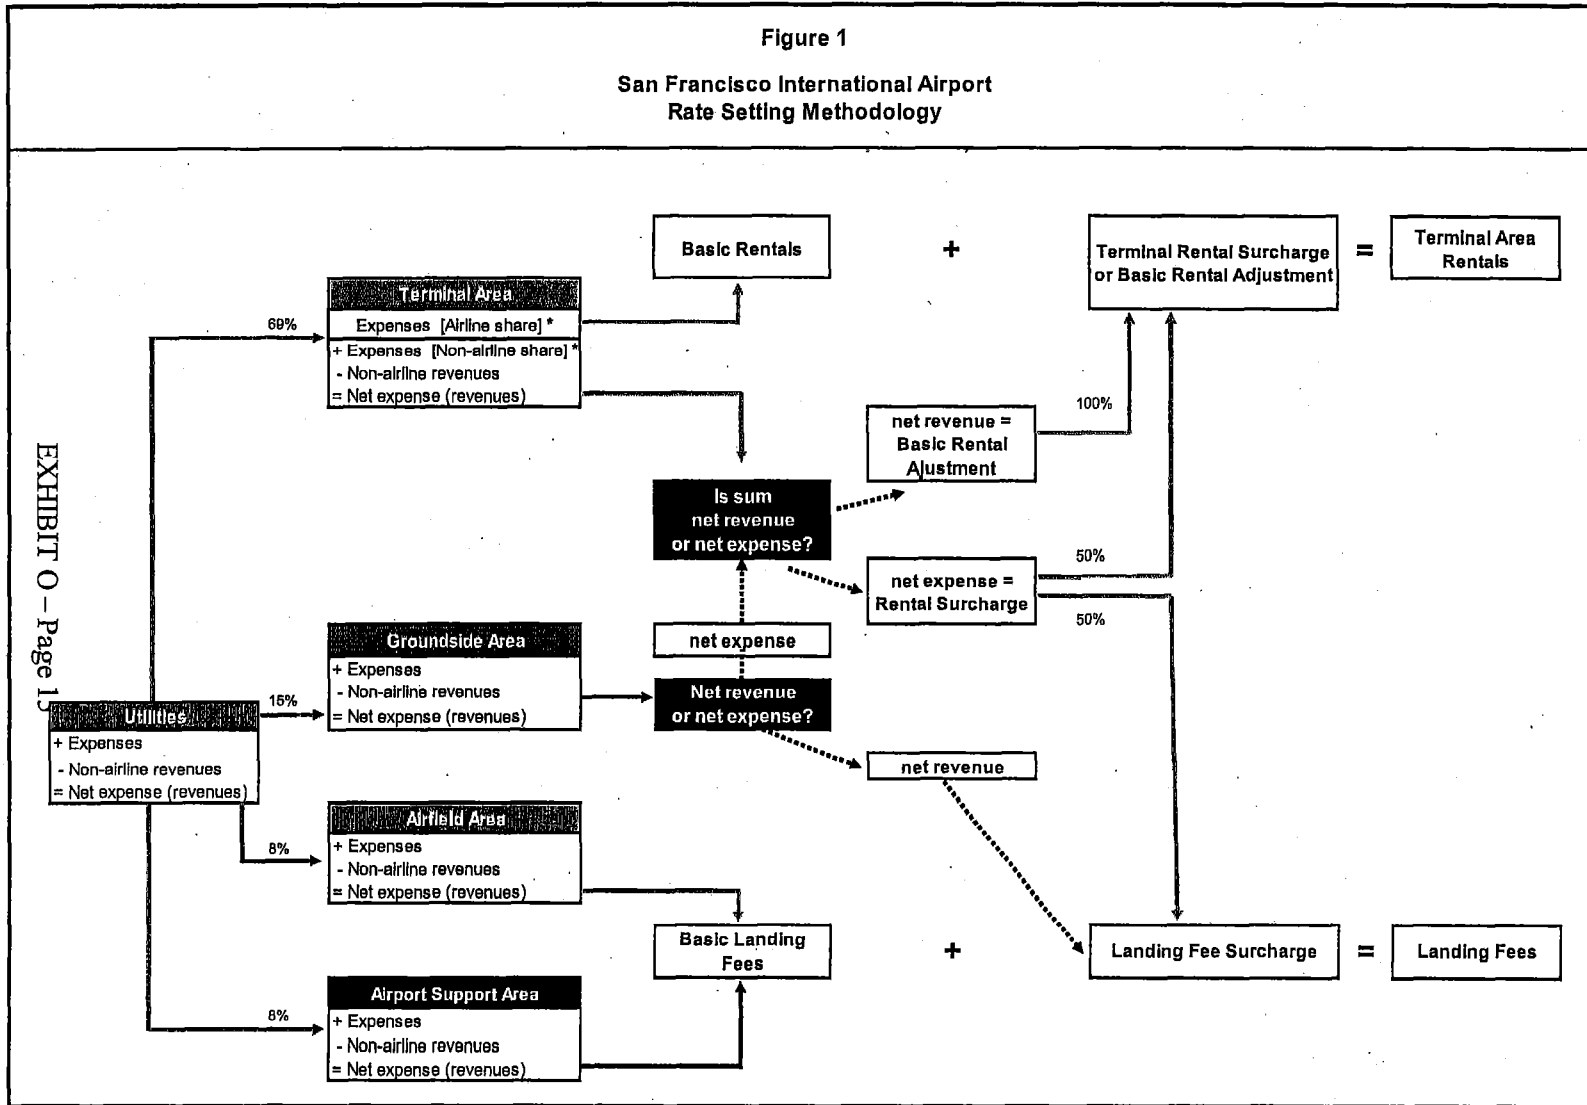 Figure 1
San Francisco International Airport
Rate Setting Methodology
Basic Rentals
+
Terminal Rental Surcharge
or Basic Rental Adjustment
=
Terminal Area
Rentals
Terminal Area
Expenses [Airline share] *
+ Expenses [Non-airline share] *
- Non-airline revenues
= Net expense (revenues)
69%
net revenue =
Basic Rental
Ajustment
100%
Is sum
net revenue
or net expense?
net expense =
Rental Surcharge
50%
50%
EXHIBIT O – Page 1
Groundside Area
+ Expenses
- Non-airline revenues
= Net expense (revenues)
15%
net expense
Net revenue
or net expense?
net revenue
Utilities
+ Expenses
- Non-airline revenues
= Net expense (revenues)
Airfield Area
+ Expenses
- Non-airline revenues
= Net expense (revenues)
8%
Basic Landing
Fees
+
Landing Fee Surcharge
=
Landing Fees
Airport Support Area
+ Expenses
- Non-airline revenues
= Net expense (revenues)
8%